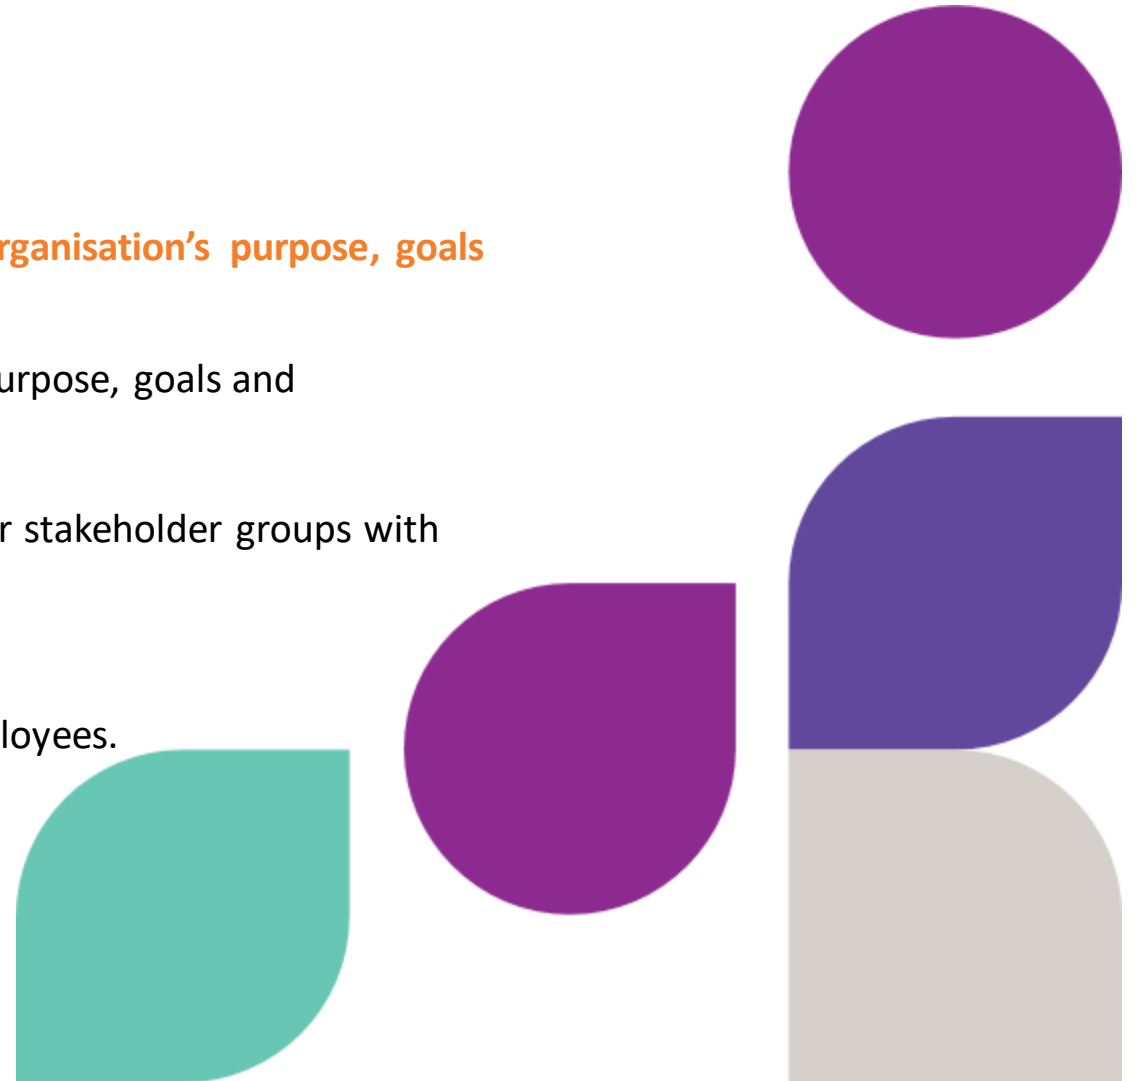 rganisation’s purpose, goals
urpose, goals and
r stakeholder groups with
loyees.